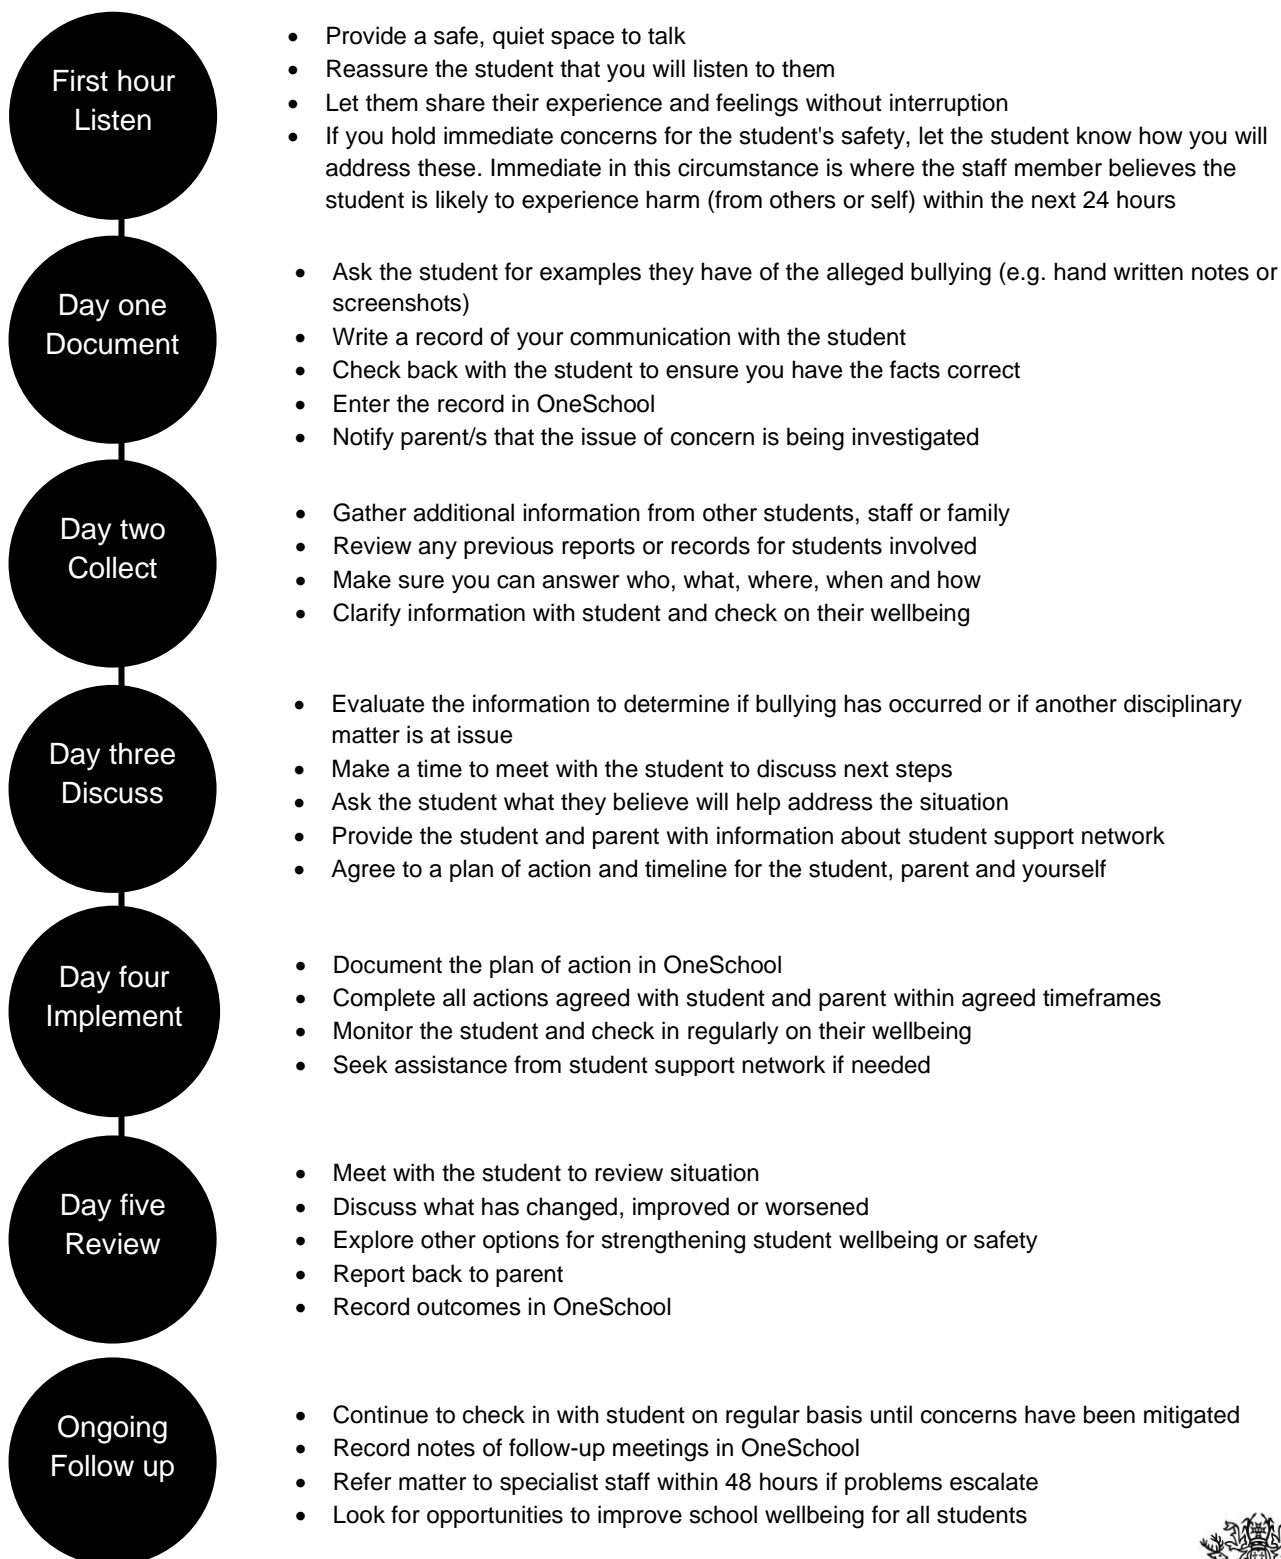 First hour
Listen
• Provide a safe, quiet space to talk
• Reassure the student that you will listen to them
• Let them share their experience and feelings without interruption
• If you hold immediate concerns for the student's safety, let the student know how you will
address these. Immediate in this circumstance is where the staff member believes the
student is likely to experience harm (from others or self) within the next 24 hours
Day one
Document
• Ask the student for examples they have of the alleged bullying (e.g. hand written notes or
screenshots)
• Write a record of your communication with the student
• Check back with the student to ensure you have the facts correct
• Enter the record in OneSchool
• Notify parent/s that the issue of concern is being investigated
Day two
Collect
• Gather additional information from other students, staff or family
• Review any previous reports or records for students involved
• Make sure you can answer who, what, where, when and how
• Clarify information with student and check on their wellbeing
Day three
Discuss
• Evaluate the information to determine if bullying has occurred or if another disciplinary
matter is at issue
• Make a time to meet with the student to discuss next steps
• Ask the student what they believe will help address the situation
• Provide the student and parent with information about student support network
• Agree to a plan of action and timeline for the student, parent and yourself
Day four
Implement
• Document the plan of action in OneSchool
• Complete all actions agreed with student and parent within agreed timeframes
• Monitor the student and check in regularly on their wellbeing
• Seek assistance from student support network if needed
Day five
Review
• Meet with the student to review situation
• Discuss what has changed, improved or worsened
• Explore other options for strengthening student wellbeing or safety
• Report back to parent
• Record outcomes in OneSchool
Ongoing
Follow up
• Continue to check in with student on regular basis until concerns have been mitigated
• Record notes of follow-up meetings in OneSchool
• Refer matter to specialist staff within 48 hours if problems escalate
• Look for opportunities to improve school wellbeing for all students